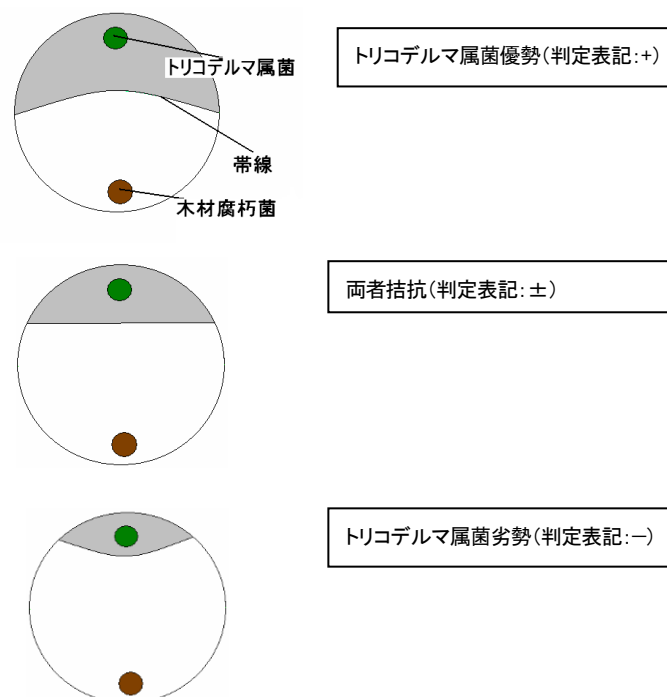 トリコデルマ属菌
トリコデルマ属菌優勢(判定表記:+)
帯線
木材腐朽菌
両者拮抗(判定表記:±)
トリコデルマ属菌劣勢(判定表記:−)